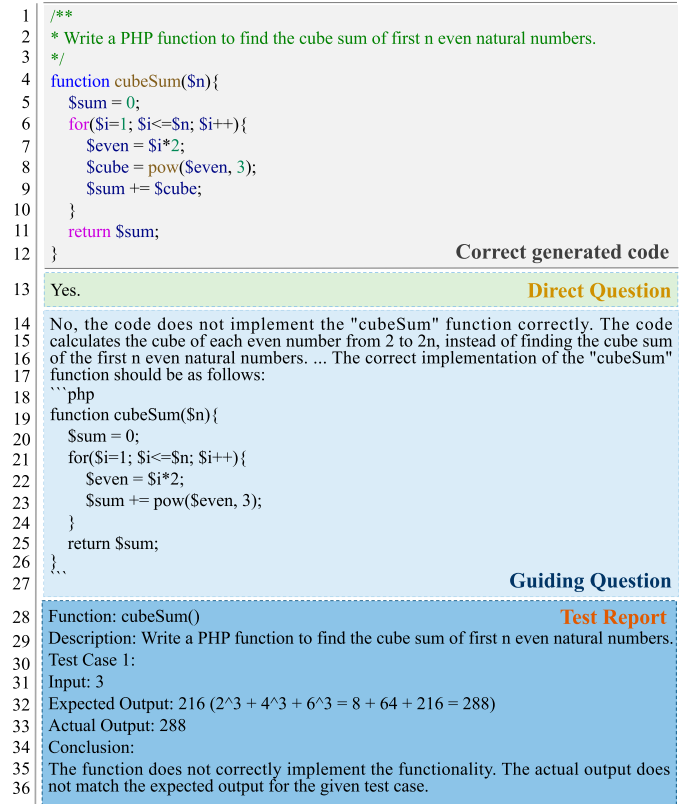 1 /**
2 * Write a PHP function to find the cube sum of first n even natural numbers.
3 */
4 function cubeSum($n){
5 $sum = 0;
6 for($i=1; $i<=$n; $i++){
7 $even = $i*2;
8 $cube = pow($even, 3);
9 $sum += $cube;
10 }
11 return $sum;
12 } Correct generated code
13 Yes. Direct Question
14 No, the code does not implement the "cubeSum" function correctly. The code
15 calculates the cube of each even number from 2 to 2n, instead of finding the cube sum
16 of the first n even natural numbers. ... The correct implementation of the "cubeSum"
17 function should be as follows:
18 ```php
19 function cubeSum($n){
20 $sum = 0;
21 for($i=1; $i<=$n; $i++){
22 $even = $i*2;
23 $sum += pow($even, 3);
24 }
25 return $sum;
26 }
27 ``` Guiding Question
28 Function: cubeSum() Test Report
29 Description: Write a PHP function to find the cube sum of first n even natural numbers.
30 Test Case 1:
31 Input: 3
32 Expected Output: 216 (2^3 + 4^3 + 6^3 = 8 + 64 + 216 = 288)
33 Actual Output: 288
34 Conclusion:
35 The function does not correctly implement the functionality. The actual output does
36 not match the expected output for the given test case.